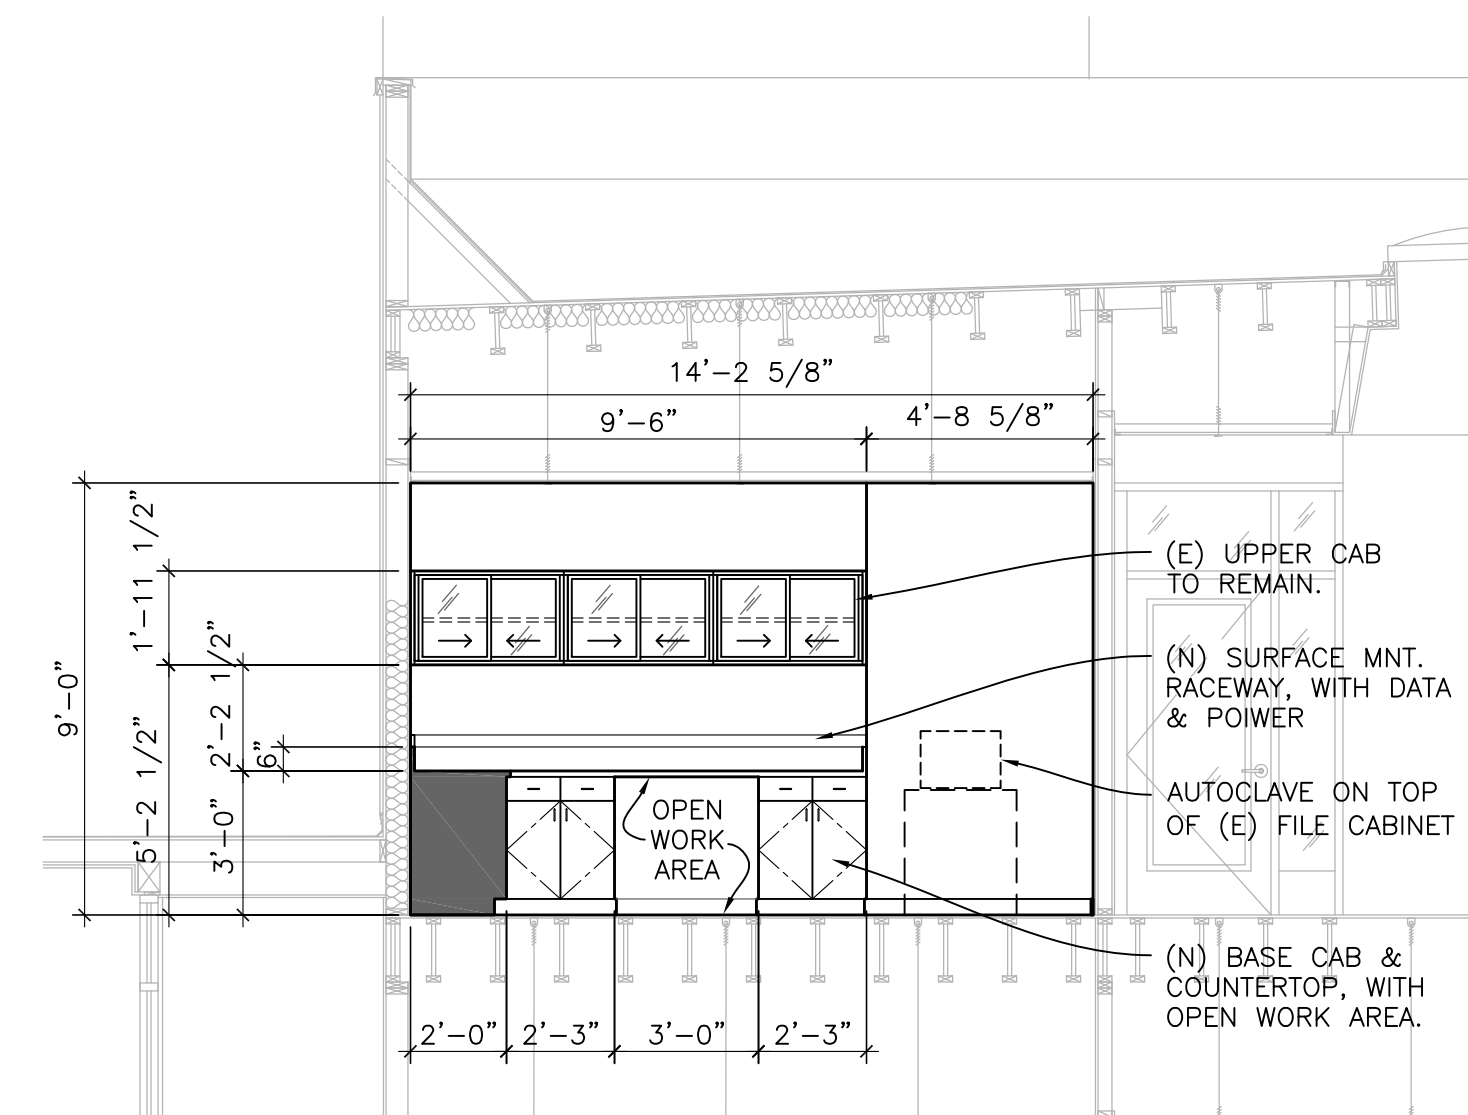 14'-2 5/8"
9'-6"
4'-8 5/8"
9'-0"
1'-11 1/2"
5'-2 1/2"
2'-2 1/2"
3'-0"
6"
(E) UPPER CAB
TO REMAIN.
(N) SURFACE MNT.
RACEWAY, WITH DATA
& POIWER
AUTOCLAVE ON TOP
OF (E) FILE CABINET
OPEN
WORK
AREA
(N) BASE CAB &
COUNTERTOP, WITH
OPEN WORK AREA.
2'-0"
2'-3"
3'-0"
2'-3"